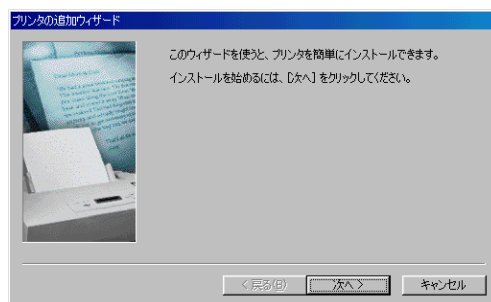 プリンタの追加ウィザード
このウィザードを使うと、プリンタを簡単にインストールできます。
インストールを始めるには、[次へ] をクリックしてください。
< 戻る(B)
次へ >
キャンセル